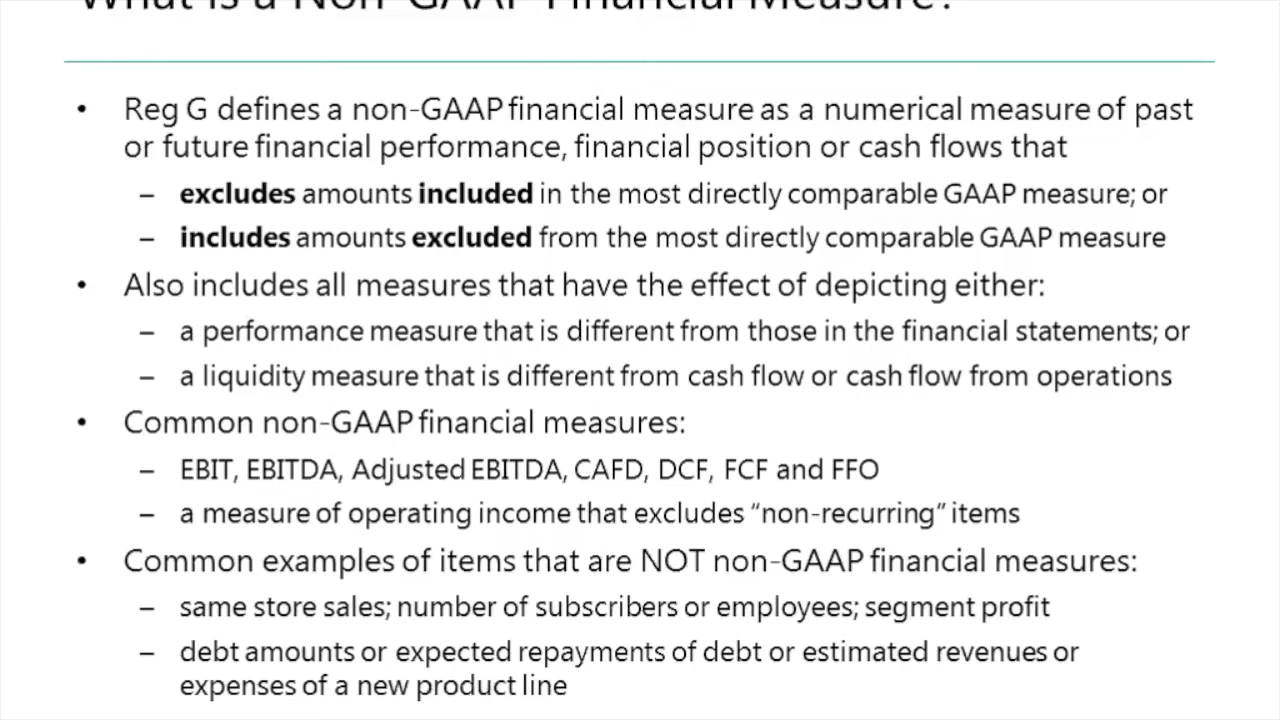 What is a Non-GAAP Financial Measure?
• Reg G defines a non-GAAP financial measure as a numerical measure of past
or future financial performance, financial position or cash flows that
– excludes amounts included in the most directly comparable GAAP measure; or
– includes amounts excluded from the most directly comparable GAAP measure
• Also includes all measures that have the effect of depicting either:
– a performance measure that is different from those in the financial statements; or
– a liquidity measure that is different from cash flow or cash flow from operations
• Common non-GAAP financial measures:
– EBIT, EBITDA, Adjusted EBITDA, CAFD, DCF, FCF and FFO
– a measure of operating income that excludes “non-recurring” items
• Common examples of items that are NOT non-GAAP financial measures:
– same store sales; number of subscribers or employees; segment profit
– debt amounts or expected repayments of debt or estimated revenues or
expenses of a new product line